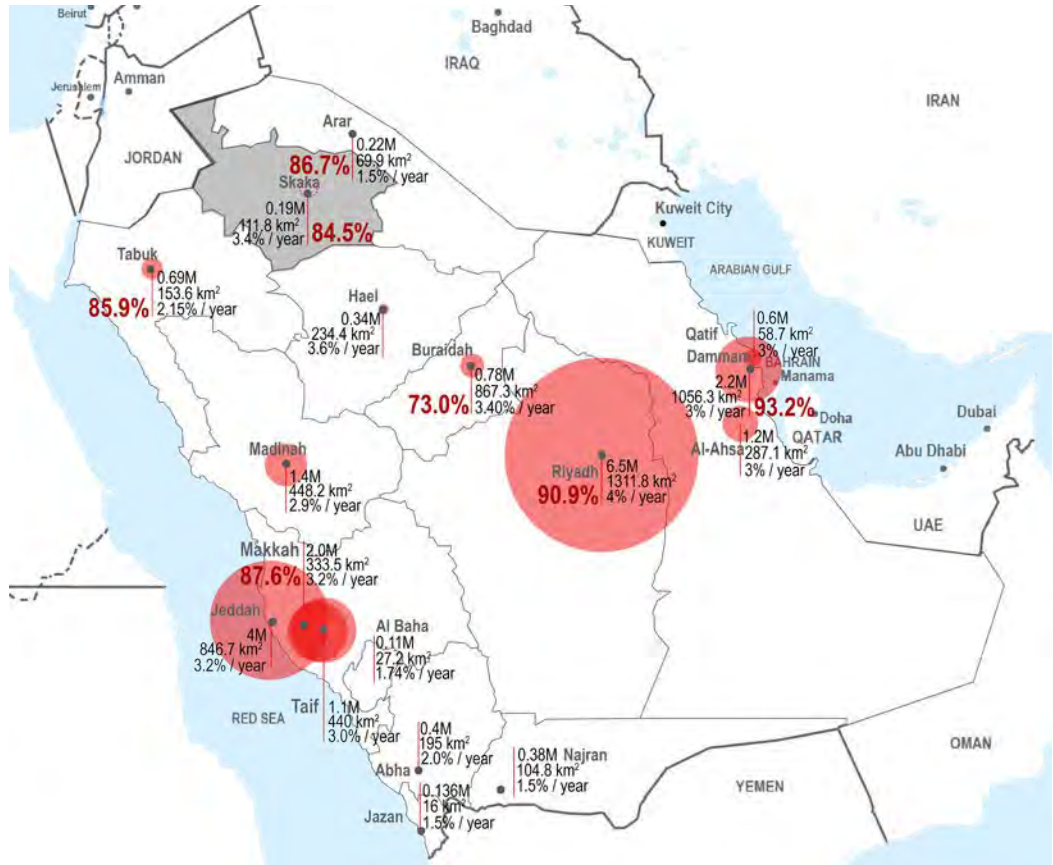 Beirut
Baghdad
IRAQ
IRAN
Amman
Jerusalem
JORDAN
Arar
0.22M
69.9 km²
1.5% / year
86.7%
Skaka
0.19M
111.8 km²
3.4% / year
84.5%
Kuwait City
KUWAIT
ARABIAN GULF
Tabuk
0.69M
153.6 km²
2.15% / year
85.9%
Hael
0.34M
234.4 km²
3.6% / year
Buraidah
0.78M
867.3 km²
3.40% / year
73.0%
0.6M
58.7 km²
3% / year
Qatif
Damman
BAHRAIN
Manama
2.2M
1056.3 km²
3% / year
93.2%
Doha
QATAR
Dubai
Abu Dhabi
UAE
Al-Ahsa
1.2M
287.1 km²
3% / year
Madinah
1.4M
448.2 km²
2.9% / year
Riyadh
6.5M
1311.8 km²
4% / year
90.9%
Makkah
2.0M
333.5 km²
3.2% / year
87.6%
Jeddah
4M
846.7 km²
3.2% / year
Al Baha
0.11M
27.2 km²
1.74% / year
Taif
1.1M
440 km²
3.0% / year
RED SEA
0.4M
195 km²
2.0% / year
Abha
0.38M
104.8 km²
1.5% / year
Najran
0.136M
16 km²
1.5% / year
Jazan
YEMEN
OMAN